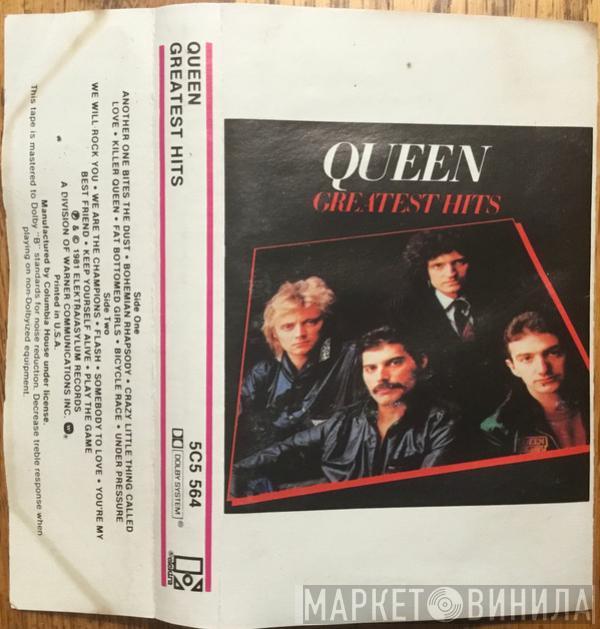 QUEEN
GREATEST HITS
QUEEN
GREATEST HITS
5C5 564
DOLBY SYSTEM ®
elektra
Side One
ANOTHER ONE BITES THE DUST • BOHEMIAN RHAPSODY • CRAZY LITTLE THING CALLED
LOVE • KILLER QUEEN • FAT BOTTOMED GIRLS • BICYCLE RACE • UNDER PRESSURE
Side Two
WE WILL ROCK YOU • WE ARE THE CHAMPIONS • FLASH • SOMEBODY TO LOVE • YOU'RE MY
BEST FRIEND • KEEP YOURSELF ALIVE • PLAY THE GAME
℗ & © 1981 ELEKTRA/ASYLUM RECORDS
A DIVISION OF WARNER COMMUNICATIONS INC.
Printed in U.S.A.
Manufactured by Columbia House under license.
This tape is mastered to Dolby "B" standards for noise reduction. Decrease treble response when
playing on non-Dolbyized equipment.
МАРКЕТ ВИНИЛА